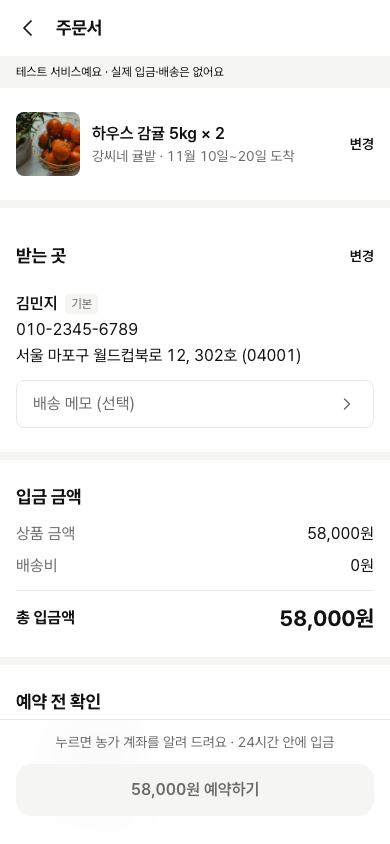 주문서
테스트 서비스예요 · 실제 입금·배송은 없어요
하우스 감귤 5kg × 2
강씨네 귤밭 · 11월 10일~20일 도착
변경
받는 곳
변경
김민지 기본
010-2345-6789
서울 마포구 월드컵북로 12, 302호 (04001)
배송 메모 (선택)
입금 금액
상품 금액 58,000원
배송비 0원
총 입금액 58,000원
예약 전 확인
누르면 농가 계좌를 알려 드려요 · 24시간 안에 입금
58,000원 예약하기